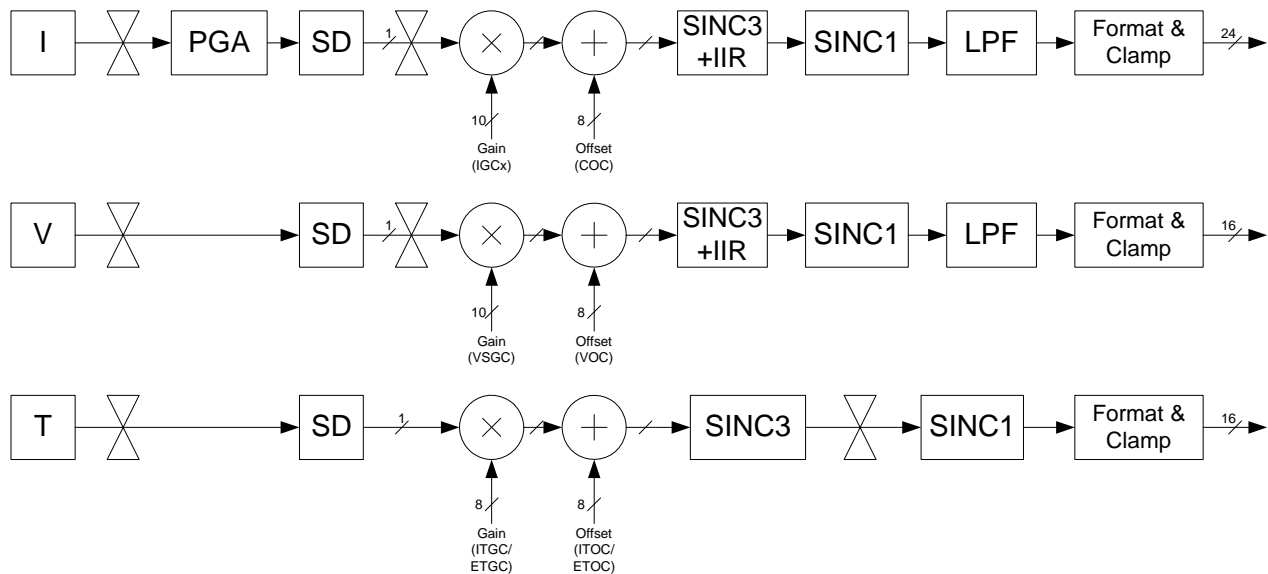 I
PGA
SD
1
×
+
SINC3
+IIR
SINC1
LPF
Format &
Clamp
24
10
Gain
(IGCx)
8
Offset
(COC)
V
SD
1
×
+
SINC3
+IIR
SINC1
LPF
Format &
Clamp
16
10
Gain
(VSGC)
8
Offset
(VOC)
T
SD
1
×
+
SINC3
SINC1
Format &
Clamp
16
8
Gain
(ITGC/
ETGC)
8
Offset
(ITOC/
ETOC)